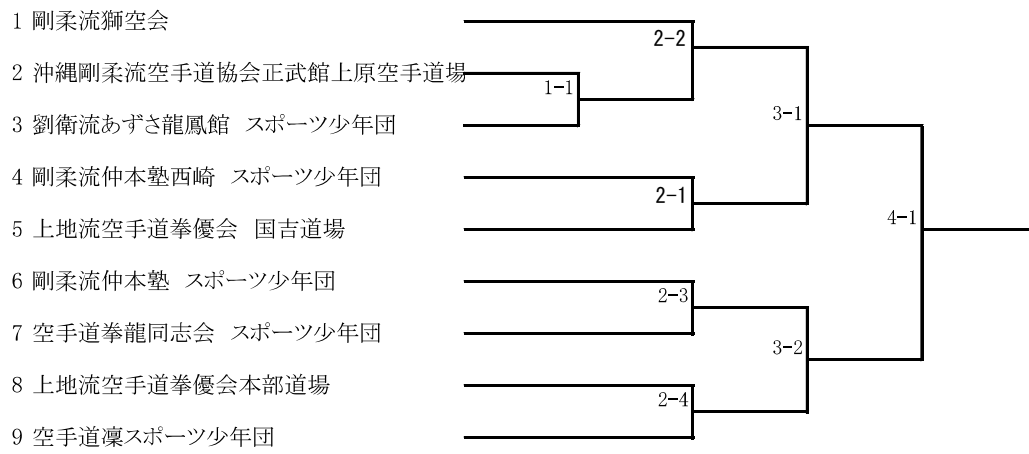 1 剛柔流獅空会
2-2
2 沖縄剛柔流空手道協会正武館上原空手道場
1-1
3-1
3 劉衛流あずさ龍鳳館 スポーツ少年団
4 剛柔流仲本塾西崎 スポーツ少年団
2-1
4-1
5 上地流空手道拳優会 国吉道場
6 剛柔流仲本塾 スポーツ少年団
2-3
7 空手道拳龍同志会 スポーツ少年団
3-2
8 上地流空手道拳優会本部道場
2-4
9 空手道凜スポーツ少年団